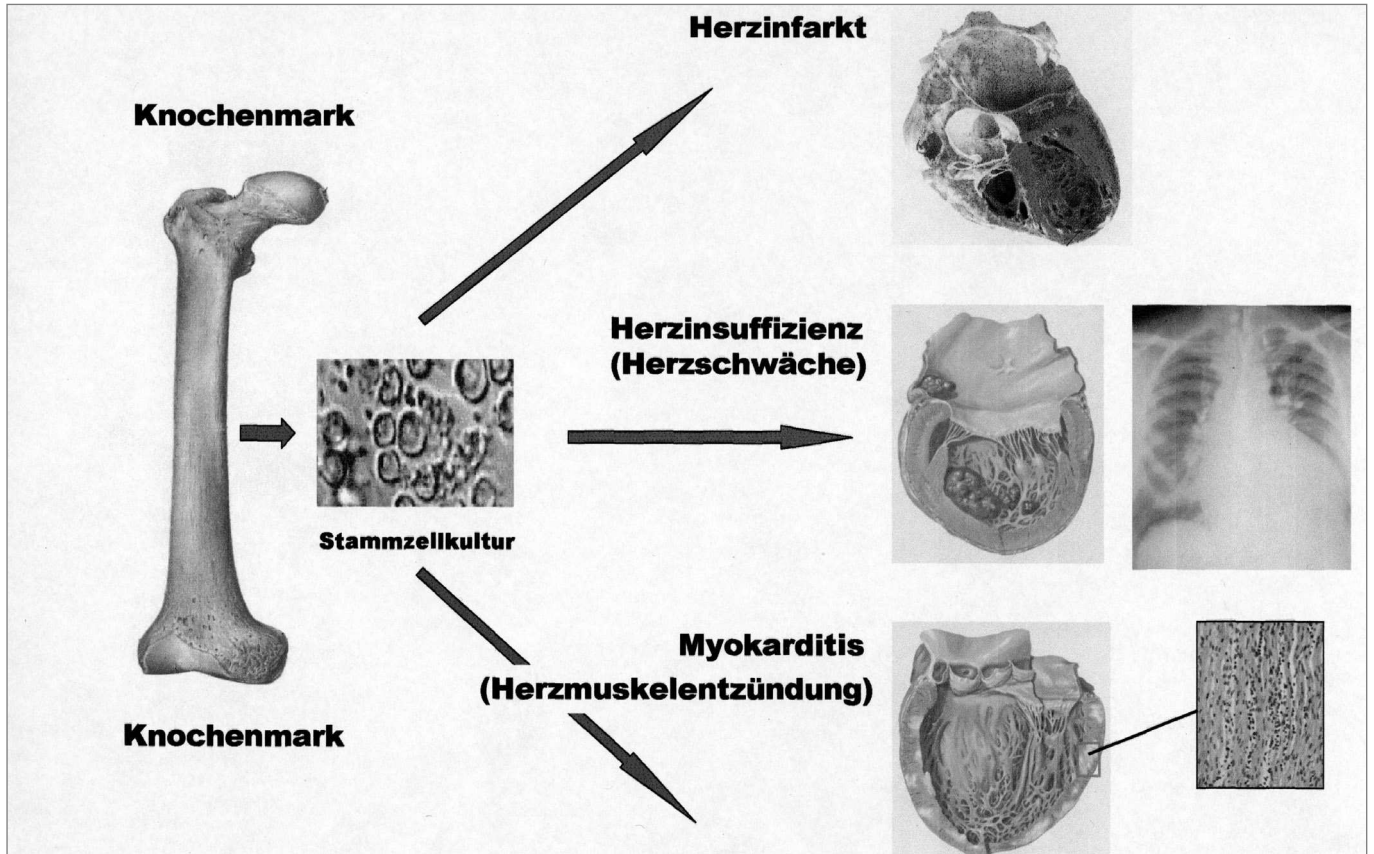 Herzinfarkt
Knochenmark
Herzinsuffizienz
(Herzschwäche)
Stammzellkultur
Myokarditis
(Herzmuskelentzündung)
Knochenmark